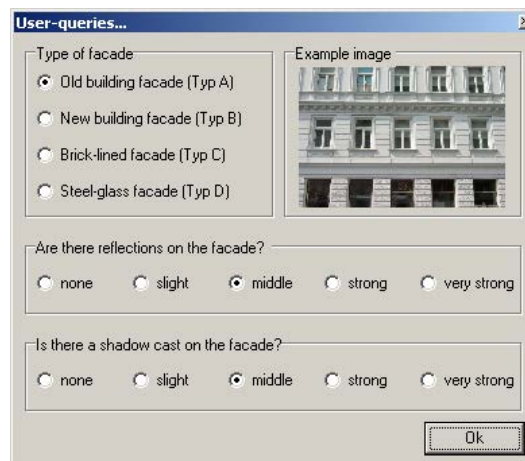 User-queries...
Type of facade
Old building facade (Typ A)
New building facade (Typ B)
Brick-lined facade (Typ C)
Steel-glass facade (Typ D)
Example image
Are there reflections on the facade?
none slight middle strong very strong
Is there a shadow cast on the facade?
none slight middle strong very strong
Ok